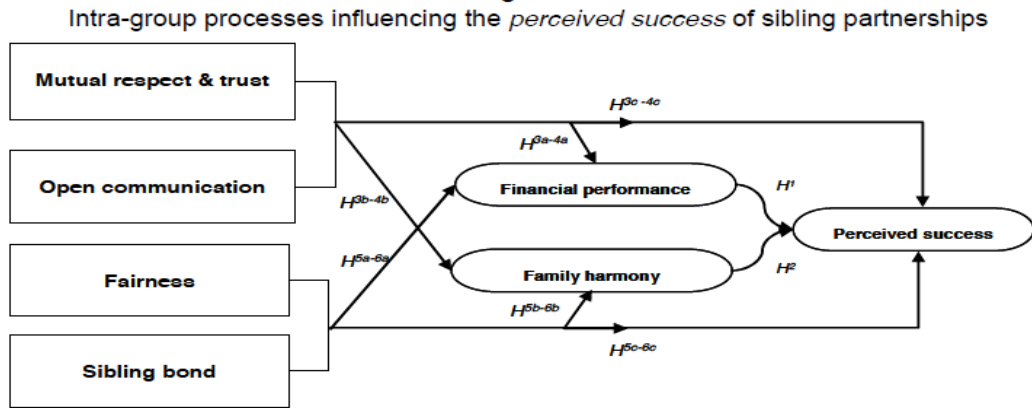 Intra-group processes influencing the perceived success of sibling partnerships
Mutual respect & trust
H3c-4c
H3a-4a
Open communication
Financial performance
H1
H3b-4b
Perceived success
H5a-6a
Fairness
Family harmony
H2
H5b-6b
H5c-6c
Sibling bond